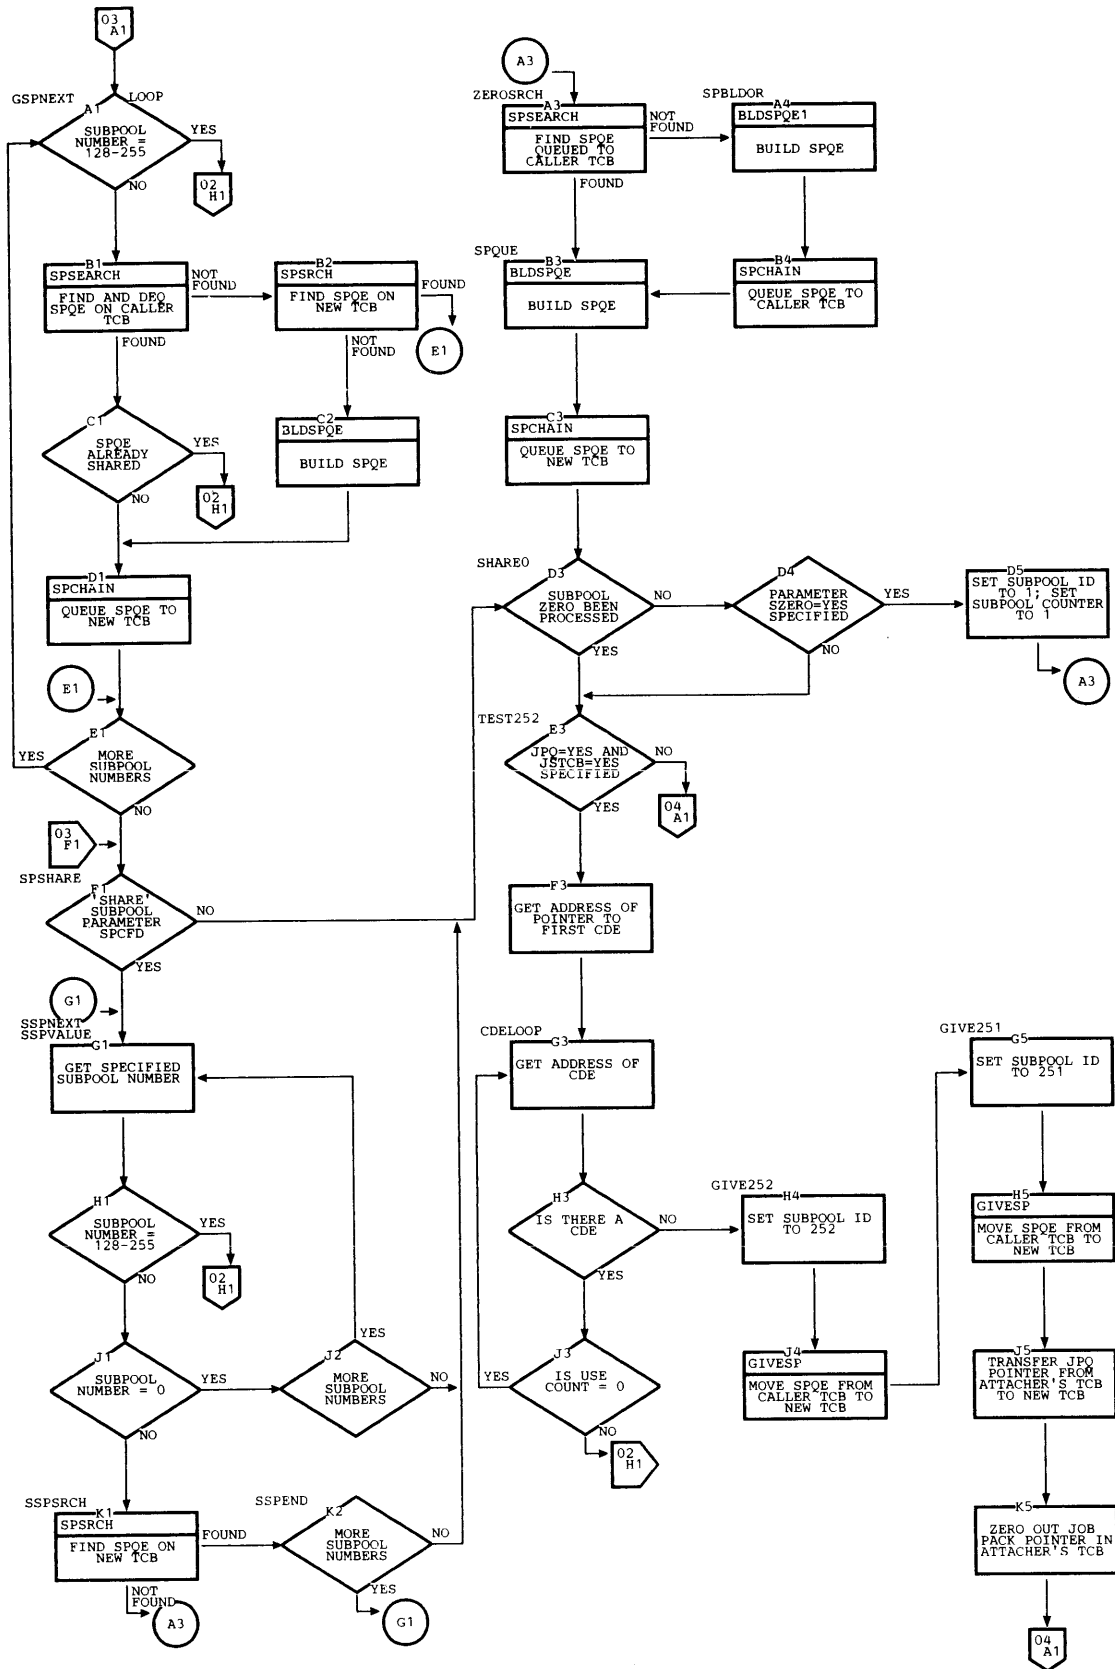 03
A1
GSPNEXT
LOOP
A1
SUBPOOL
NUMBER =
128-255
YES
02
H1
NO
B1
SPSEARCH
FIND AND DEQ
SPQE ON CALLER
TCB
NOT
FOUND
FOUND
B2
SPSRCH
FIND SPQE ON
NEW TCB
FOUND
E1
NOT
FOUND
C1
SPQE
ALREADY
SHARED
YES
02
H1
NO
C2
BLDSPQE
BUILD SPQE
D1
SPCHAIN
QUEUE SPQE TO
NEW TCB
E1
E1
MORE
SUBPOOL
NUMBERS
YES
NO
03
F1
SPSHARE
F1
'SHARE'
SUBPOOL
PARAMETER
SPCFD
NO
YES
G1
SSPNEXT
SSPVALUE
G1
GET SPECIFIED
SUBPOOL NUMBER
H1
SUBPOOL
NUMBER =
128-255
YES
02
H1
NO
J1
SUBPOOL
NUMBER = 0
YES
NO
J2
MORE
SUBPOOL
NUMBERS
YES
NO
SSPSRCH
K1
SPSRCH
FIND SPQE ON
NEW TCB
FOUND
NOT
FOUND
A3
SSPEND
K2
MORE
SUBPOOL
NUMBERS
NO
YES
G1
A3
ZEROSRCH
A3
SPSEARCH
FIND SPQE
QUEUED TO
CALLER TCB
NOT
FOUND
FOUND
SPBLDOR
A4
BLDSPQE1
BUILD SPQE
SPQUE
B3
BLDSPQE
BUILD SPQE
B4
SPCHAIN
QUEUE SPQE TO
CALLER TCB
C3
SPCHAIN
QUEUE SPQE TO
NEW TCB
SHARE0
D3
SUBPOOL
ZERO BEEN
PROCESSED
NO
YES
D4
PARAMETER
SZERO=YES
SPECIFIED
YES
NO
D5
SET SUBPOOL ID
TO 1; SET
SUBPOOL COUNTER
TO 1
A3
TEST252
E3
JPQ=YES AND
JSTCB=YES
SPECIFIED
NO
04
A1
YES
F3
GET ADDRESS OF
POINTER TO
FIRST CDE
CDELOOP
G3
GET ADDRESS OF
CDE
H3
IS THERE A
CDE
NO
YES
GIVE252
H4
SET SUBPOOL ID
TO 252
J3
IS USE
COUNT = 0
YES
NO
02
H1
J4
GIVESP
MOVE SPQE FROM
CALLER TCB TO
NEW TCB
GIVE251
G5
SET SUBPOOL ID
TO 251
H5
GIVESP
MOVE SPQE FROM
CALLER TCB TO
NEW TCB
J5
TRANSFER JPQ
POINTER FROM
ATTACHER'S TCB
TO NEW TCB
K5
ZERO OUT JOB
PACK POINTER IN
ATTACHER'S TCB
04
A1